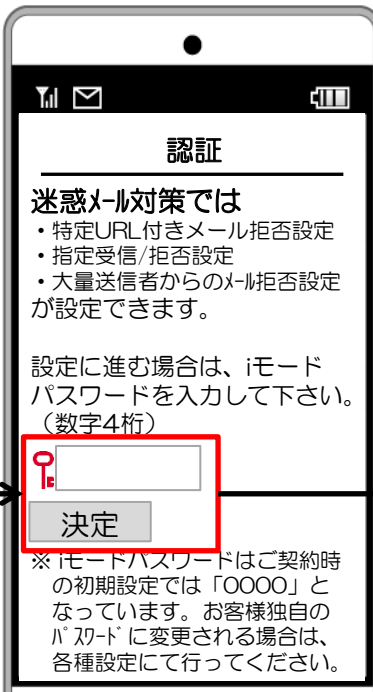 認証
迷惑ﾒｰﾙ対策では
・特定URL付きメール拒否設定
・指定受信/拒否設定
・大量送信者からのﾒｰﾙ拒否設定
が設定できます。
設定に進む場合は、iモード
パスワードを入力して下さい。
（数字4桁）
決定
※ iモードパスワードはご契約時
の初期設定では「0000」と
なっています。お客様独自の
ﾊﾟｽﾜｰﾄﾞに変更される場合は、
各種設定にて行ってください。